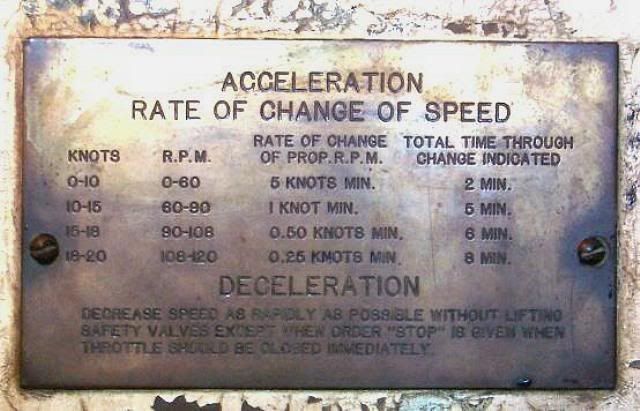 ACCELERATION
RATE OF CHANGE OF SPEED
KNOTS R.P.M. RATE OF CHANGE OF PROP. R.P.M. TOTAL TIME THROUGH CHANGE INDICATED
0-10 0-60 5 KNOTS MIN. 2 MIN.
10-15 60-90 1 KNOT MIN. 5 MIN.
15-18 90-108 0.50 KNOTS MIN. 6 MIN.
18-20 108-120 0.25 KNOTS MIN. 8 MIN.
DECELERATION
DECREASE SPEED AS RAPIDLY AS POSSIBLE WITHOUT LIFTING
SAFETY VALVES EXCEPT WHEN ORDER "STOP" IS GIVEN WHEN
THROTTLE SHOULD BE CLOSED IMMEDIATELY.